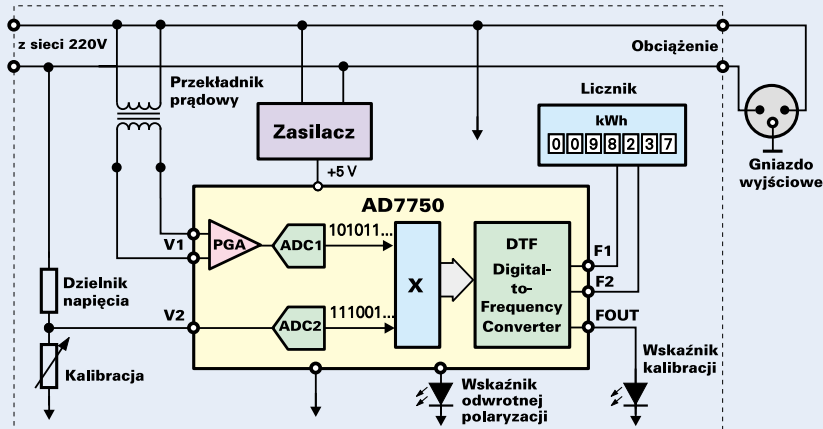 z sieci 220V
Obciążenie
Przekładnik
prądowy
Zasilacz
+5 V
Licznik
kWh
0098237
Gniazdo
wyjściowe
AD7750
V1
PGA
ADC1
101011...
X
DTF
Digital-
to-
Frequency
Converter
F1
F2
FOUT
Dzielnik
napięcia
V2
ADC2
111001...
Kalibracja
Wskaźnik
odwrotnej
polaryzacji
Wskaźnik
kalibracji